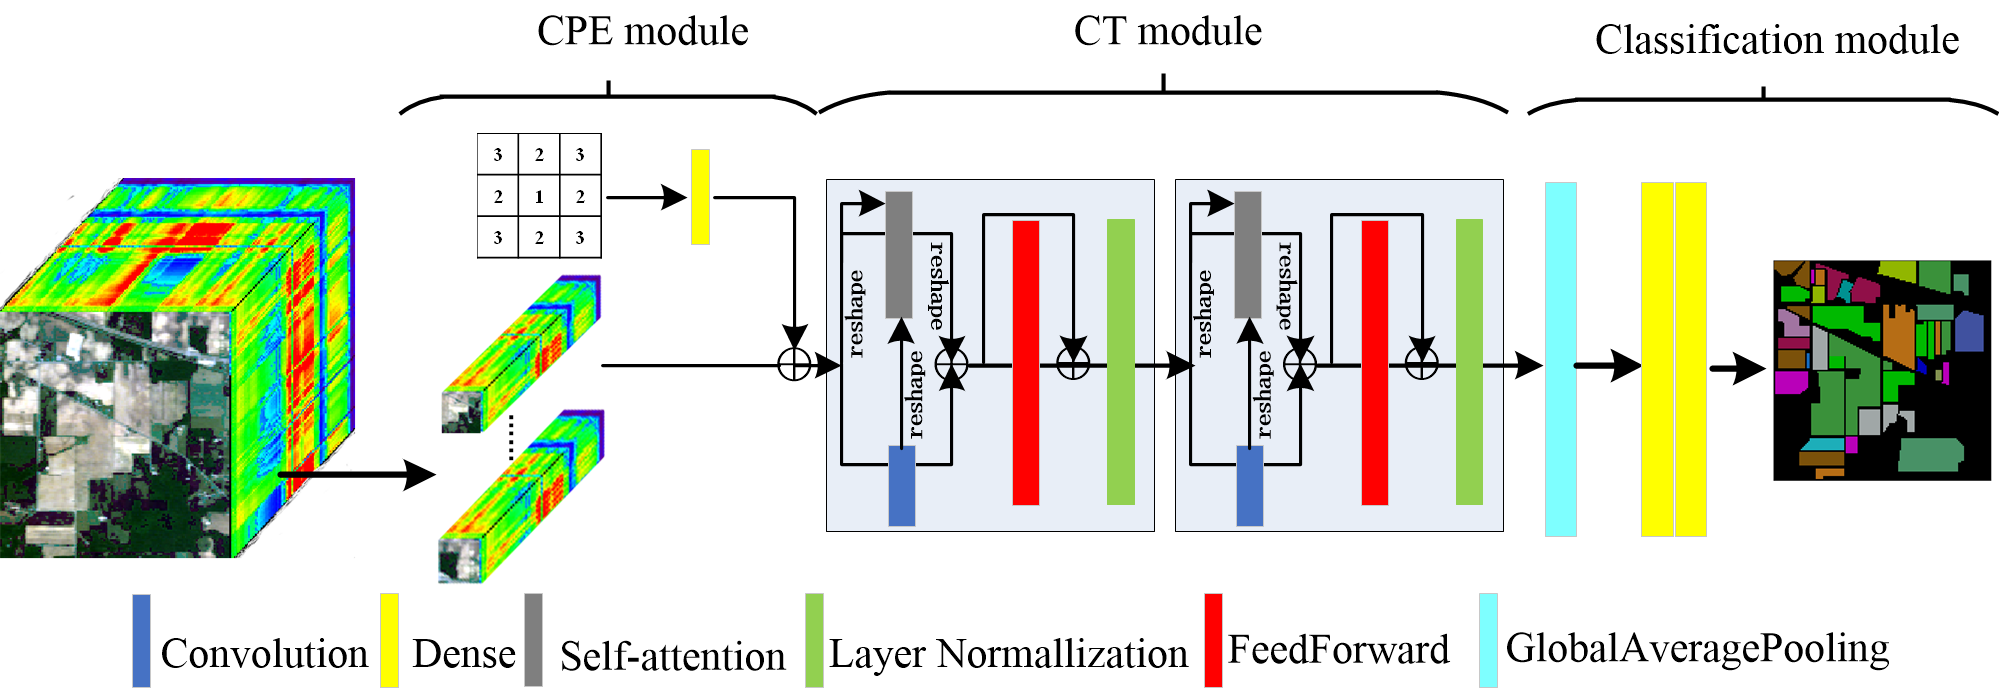 CPE module
CT module
Classification module
3 2 3
2 1 2
3 2 3
reshape
reshape
reshape
reshape
reshape
reshape
Convolution
Dense
Self-attention
Layer Normallization
FeedForward
GlobalAveragePooling